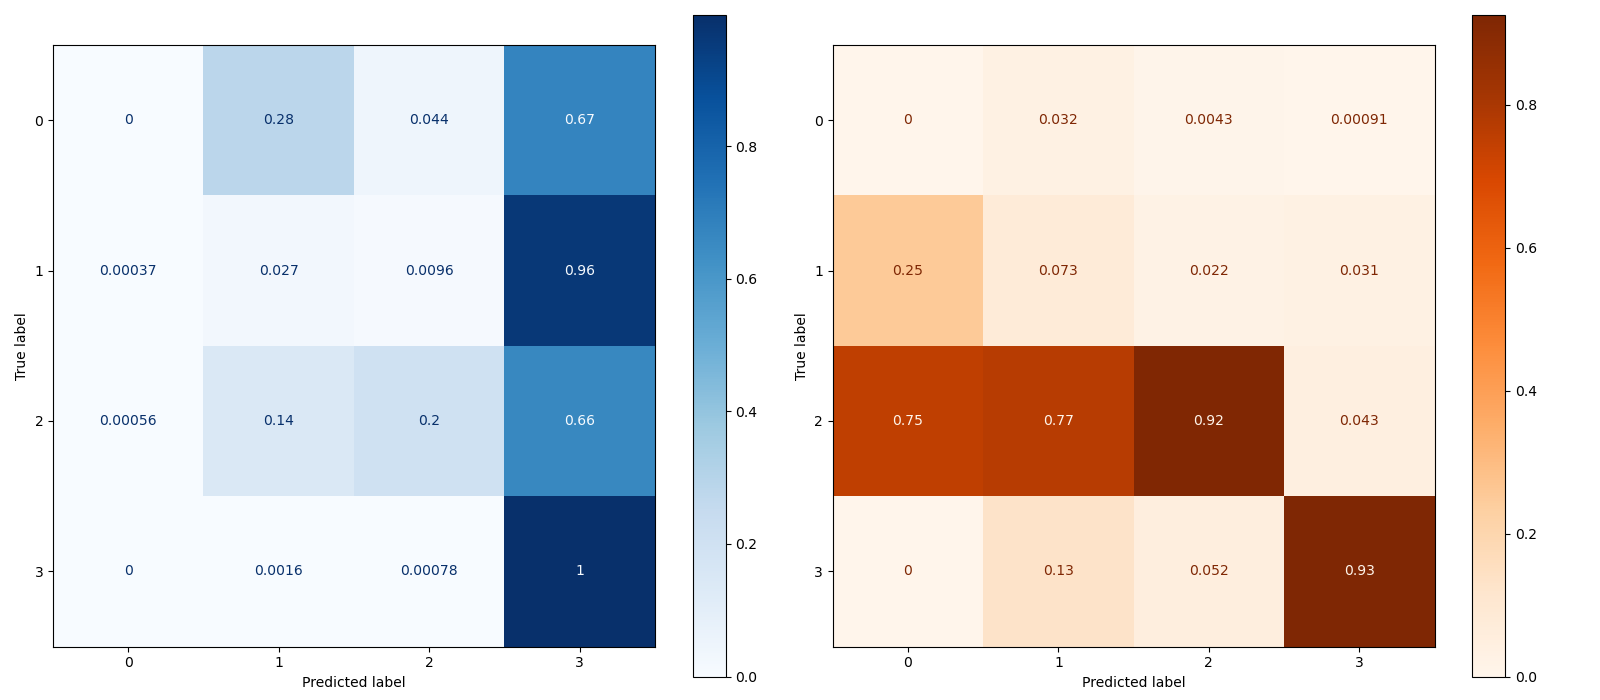 0 0 0.28 0.044 0.67
1 0.00037 0.027 0.0096 0.96
2 0.00056 0.14 0.2 0.66
3 0 0.0016 0.00078 1
0 1 2 3
True label
Predicted label
0.8
0.6
0.4
0.2
0.0
0 0 0.032 0.0043 0.00091
1 0.25 0.073 0.022 0.031
2 0.75 0.77 0.92 0.043
3 0 0.13 0.052 0.93
0 1 2 3
True label
Predicted label
0.8
0.6
0.4
0.2
0.0